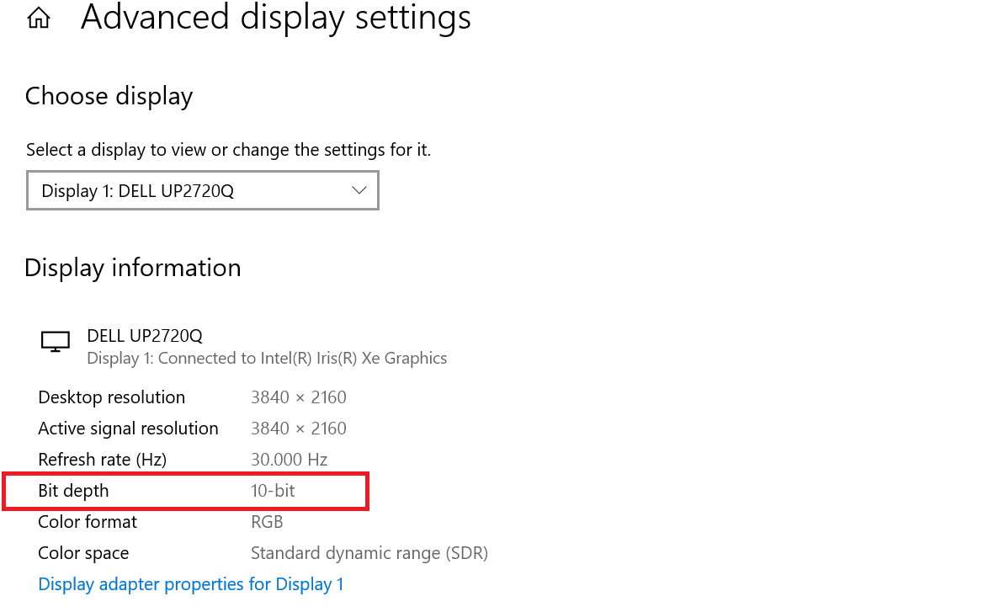 Advanced display settings
Choose display
Select a display to view or change the settings for it.
Display 1: DELL UP2720Q
Display information
DELL UP2720Q
Display 1: Connected to Intel(R) Iris(R) Xe Graphics
Desktop resolution 3840 × 2160
Active signal resolution 3840 × 2160
Refresh rate (Hz) 30.000 Hz
Bit depth 10-bit
Color format RGB
Color space Standard dynamic range (SDR)
Display adapter properties for Display 1